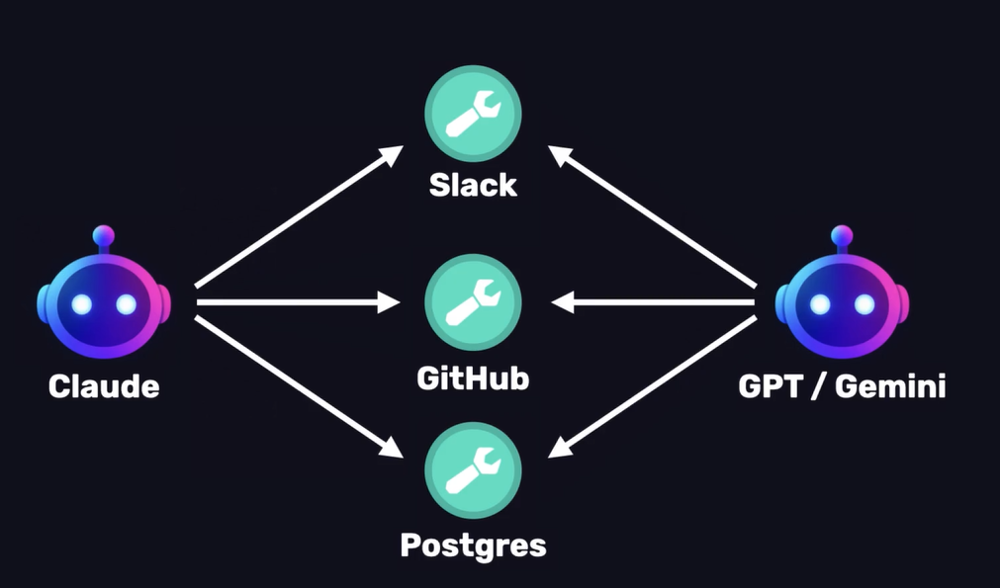 Slack
Claude
GitHub
GPT / Gemini
Postgres